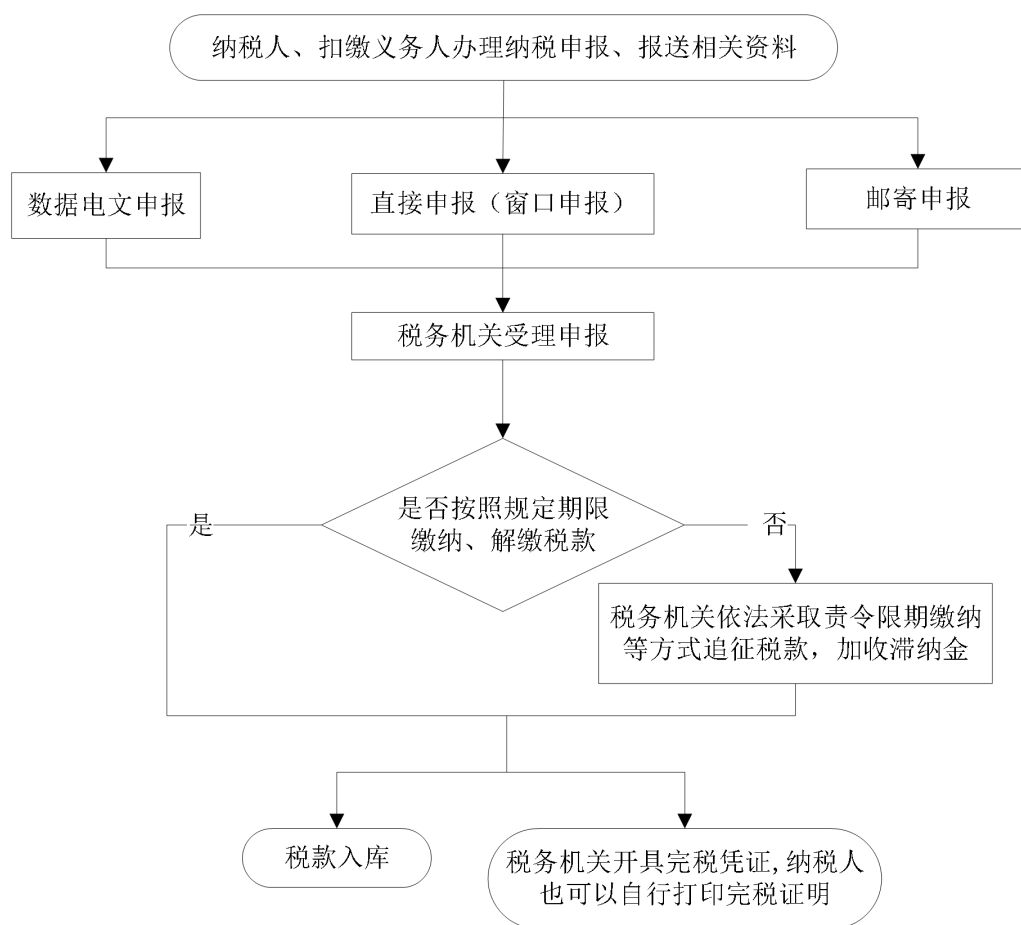 纳税人、扣缴义务人办理纳税申报、报送相关资料
数据电文申报
直接申报（窗口申报）
邮寄申报
税务机关受理申报
是否按照规定期限
缴纳、解缴税款
是
否
税务机关依法采取责令限期缴纳
等方式追征税款，加收滞纳金
税款入库
税务机关开具完税凭证,纳税人
也可以自行打印完税证明